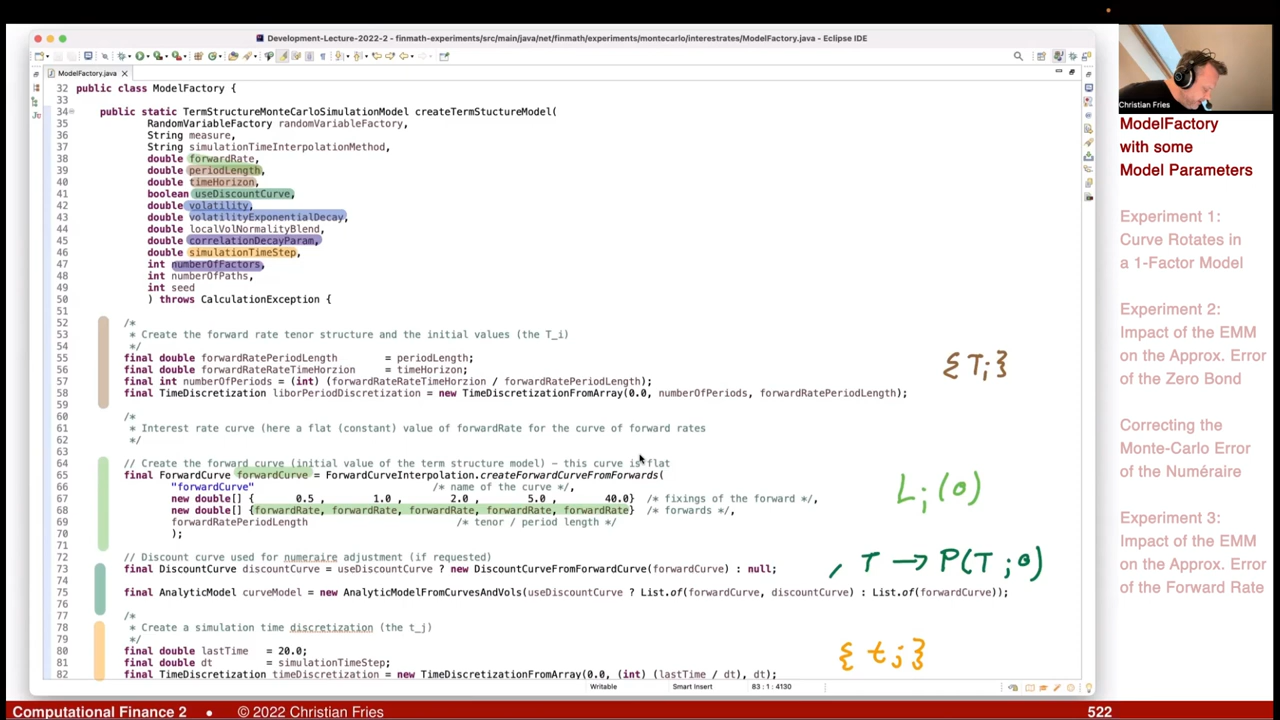 Development-Lecture-2022-2 - finmath-experiments/src/main/java/net/finmath/experiments/montecarlo/interestrates/ModelFactory.java - Eclipse IDE
ModelFactory.java
32 public class ModelFactory {
33
34 public static TermStructureMonteCarloSimulationModel createTermStuctureModel(
35 RandomVariableFactory randomVariableFactory,
36 String measure,
37 String simulationTimeInterpolationMethod,
38 double forwardRate,
39 double periodLength,
40 double timeHorizon,
41 boolean useDiscountCurve,
42 double volatility,
43 double volatilityExponentialDecay,
44 double localVolNormalityBlend,
45 double correlationDecayParam,
46 double simulationTimeStep,
47 int numberOfFactors,
48 int numberOfPaths,
49 int seed
50 ) throws CalculationException {
51
52 /*
53 * Create the forward rate tenor structure and the initial values (the T_i)
54 */
55 final double forwardRatePeriodLength = periodLength;
56 final double forwardRateRateTimeHorzion = timeHorizon;
57 final int numberOfPeriods = (int) (forwardRateRateTimeHorzion / forwardRatePeriodLength);
58 final TimeDiscretization liborPeriodDiscretization = new TimeDiscretizationFromArray(0.0, numberOfPeriods, forwardRatePeriodLength);
59
60 /*
61 * Interest rate curve (here a flat (constant) value of forwardRate for the curve of forward rates
62 */
63
64 // Create the forward curve (initial value of the term structure model) - this curve is flat
65 final ForwardCurve forwardCurve = ForwardCurveInterpolation.createForwardCurveFromForwards(
66 "forwardCurve" /* name of the curve */,
67 new double[] { 0.5 , 1.0 , 2.0 , 5.0 , 40.0} /* fixings of the forward */,
68 new double[] {forwardRate, forwardRate, forwardRate, forwardRate, forwardRate} /* forwards */,
69 forwardRatePeriodLength /* tenor / period length */
70 );
71
72 // Discount curve used for numeraire adjustment (if requested)
73 final DiscountCurve discountCurve = useDiscountCurve ? new DiscountCurveFromForwardCurve(forwardCurve) : null;
74
75 final AnalyticModel curveModel = new AnalyticModelFromCurvesAndVols(useDiscountCurve ? List.of(forwardCurve, discountCurve) : List.of(forwardCurve));
76
77 /*
78 * Create a simulation time discretization (the t_j)
79 */
80 final double lastTime = 20.0;
81 final double dt = simulationTimeStep;
82 final TimeDiscretization timeDiscretization = new TimeDiscretizationFromArray(0.0, (int) (lastTime / dt), dt);
{T_i}
L_i(0)
, T → P(T;0)
{t_j}
Writable
Smart Insert
83 : 1 : 4130
Christian Fries
ModelFactory
with some
Model Parameters
Experiment 1:
Curve Rotates in
a 1-Factor Model
Experiment 2:
Impact of the EMM
on the Approx. Error
of the Zero Bond
Correcting the
Monte-Carlo Error
of the Numéraire
Experiment 3:
Impact of the EMM
on the Approx. Error
of the Forward Rate
Computational Finance 2 • © 2022 Christian Fries
522